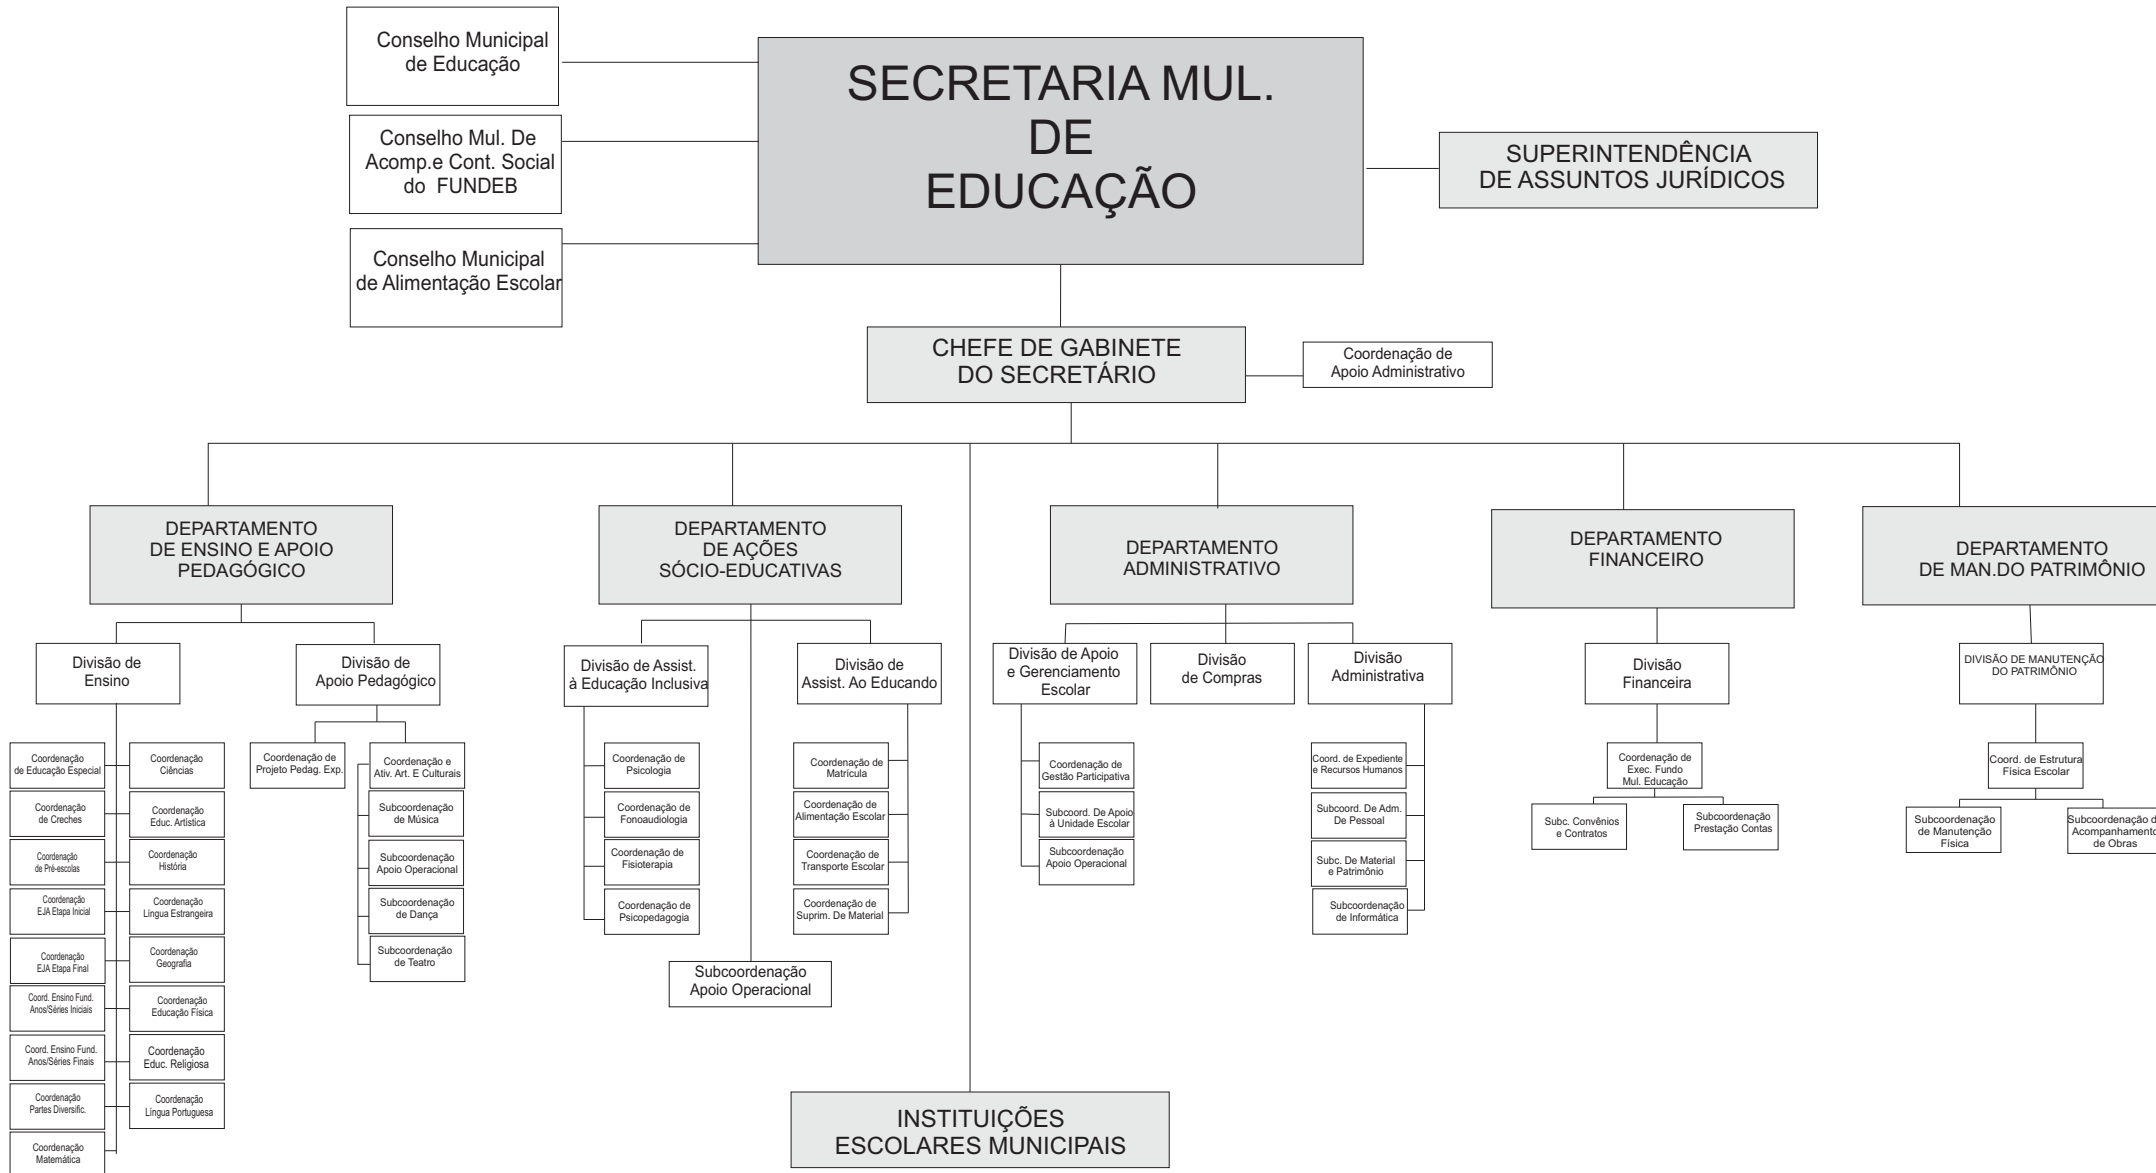 Conselho Municipal
de Educação
Conselho Mul. De
Acomp.e Cont. Social
do FUNDEB
Conselho Municipal
de Alimentação Escolar
SECRETARIA MUL.
DE
EDUCAÇÃO
SUPERINTENDÊNCIA
DE ASSUNTOS JURÍDICOS
CHEFE DE GABINETE
DO SECRETÁRIO
Coordenação de
Apoio Administrativo
DEPARTAMENTO
DE ENSINO E APOIO
PEDAGÓGICO
DEPARTAMENTO
DE AÇÕES
SÓCIO-EDUCATIVAS
DEPARTAMENTO
ADMINISTRATIVO
DEPARTAMENTO
FINANCEIRO
DEPARTAMENTO
DE MAN.DO PATRIMÔNIO
Divisão de
Ensino
Divisão de
Apoio Pedagógico
Divisão de Assist.
à Educação Inclusiva
Divisão de
Assist. Ao Educando
Divisão de Apoio
e Gerenciamento
Escolar
Divisão
de Compras
Divisão
Administrativa
Divisão
Financeira
DIVISÃO DE MANUTENÇÃO
DO PATRIMÔNIO
Coordenação
de Educação Especial
Coordenação
Ciências
Coordenação
de Creches
Coordenação
Educ. Artística
Coordenação
de Pré-escolas
Coordenação
História
Coordenação
EJA Etapa Inicial
Coordenação
Língua Estrangeira
Coordenação
EJA Etapa Final
Coordenação
Geografia
Coord. Ensino Fund.
Anos/Séries Iniciais
Coordenação
Educação Física
Coord. Ensino Fund.
Anos/Séries Finais
Coordenação
Educ. Religiosa
Coordenação
Partes Diversific.
Coordenação
Língua Portuguesa
Coordenação
Matemática
Coordenação de
Projeto Pedag. Exp.
Coordenação e
Ativ. Art. E Culturais
Subcoordenação
de Música
Subcoordenação
Apoio Operacional
Subcoordenação
de Dança
Subcoordenação
de Teatro
Coordenação de
Psicologia
Coordenação de
Fonoaudiologia
Coordenação de
Fisioterapia
Coordenação de
Psicopedagogia
Coordenação de
Matrícula
Coordenação de
Alimentação Escolar
Coordenação de
Transporte Escolar
Coordenação de
Suprim. De Material
Subcoordenação
Apoio Operacional
Coordenação de
Gestão Participativa
Subcoord. De Apoio
à Unidade Escolar
Subcoordenação
Apoio Operacional
Coord. de Expediente
e Recursos Humanos
Subcoord. De Adm.
De Pessoal
Subc. De Material
e Patrimônio
Subcoordenação
de Informática
Coordenação de
Exec. Fundo
Mul. Educação
Subc. Convênios
e Contratos
Subcoordenação
Prestação Contas
Coord. de Estrutura
Física Escolar
Subcoordenação
de Manutenção
Física
Subcoordenação d
Acompanhamento
de Obras
INSTITUIÇÕES
ESCOLARES MUNICIPAIS